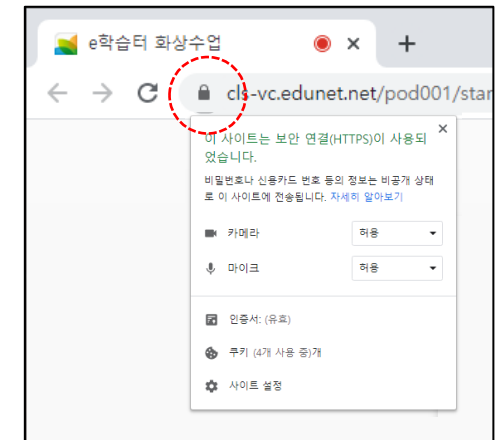 e학습터 화상수업
cls-vc.edunet.net/pod001/star
이 사이트는 보안 연결(HTTPS)이 사용되
었습니다.
비밀번호나 신용카드 번호 등의 정보는 비공개 상태
로 이 사이트에 전송됩니다. 자세히 알아보기
카메라 허용
마이크 허용
인증서: (유효)
쿠키 (4개 사용 중)개
사이트 설정